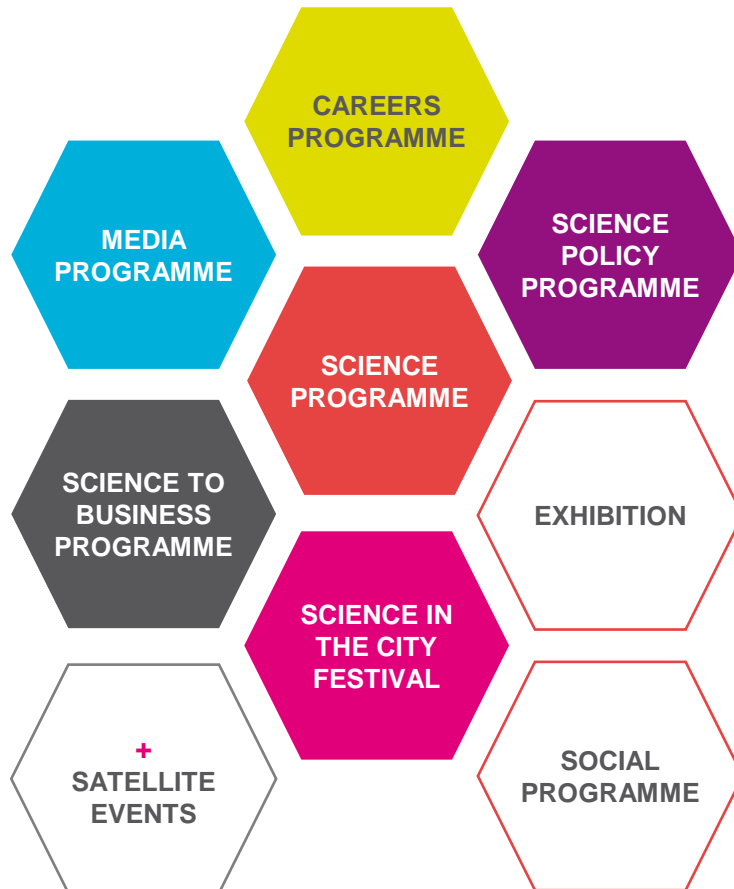 CAREERS
PROGRAMME
MEDIA
PROGRAMME
SCIENCE
POLICY
PROGRAMME
SCIENCE
PROGRAMME
SCIENCE TO
BUSINESS
PROGRAMME
EXHIBITION
SCIENCE IN
THE CITY
FESTIVAL
+
SATELLITE
EVENTS
SOCIAL
PROGRAMME